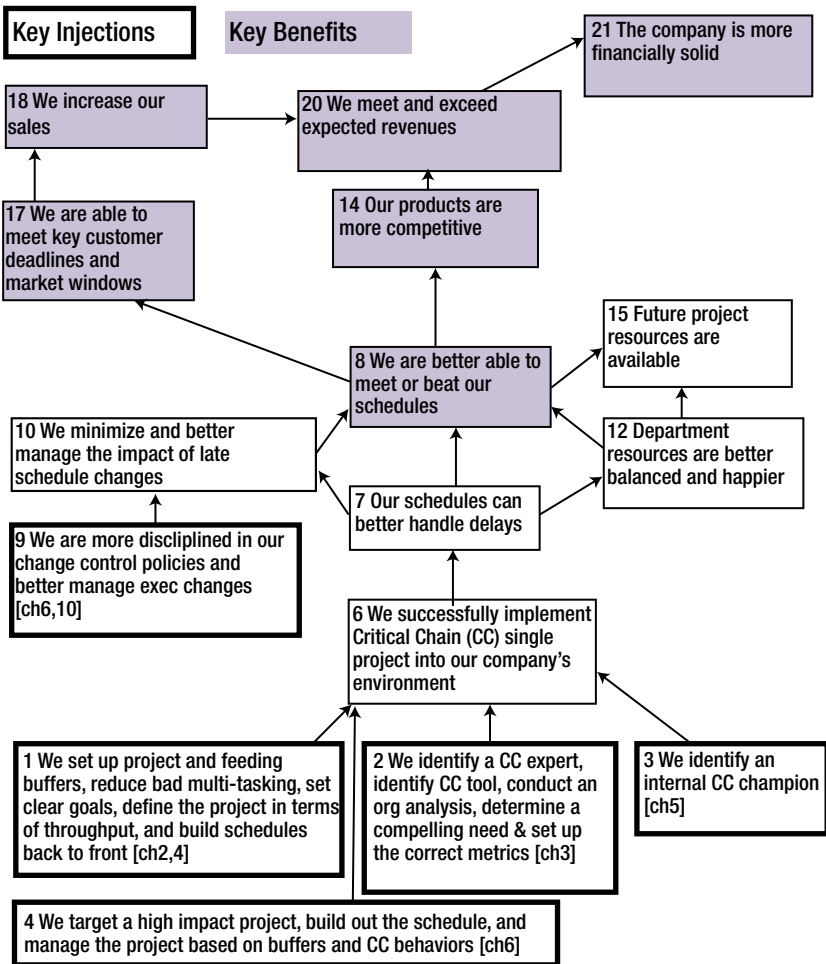 Key Injections
Key Benefits
21 The company is more
financially solid
18 We increase our
sales
20 We meet and exceed
expected revenues
17 We are able to
meet key customer
deadlines and
market windows
14 Our products are
more competitive
15 Future project
resources are
available
8 We are better able to
meet or beat our
schedules
10 We minimize and better
manage the impact of late
schedule changes
12 Department
resources are better
balanced and happier
7 Our schedules can
better handle delays
9 We are more discliplined in our
change control policies and
better manage exec changes
[ch6,10]
6 We successfully implement
Critical Chain (CC) single
project into our company's
environment
1 We set up project and feeding
buffers, reduce bad multi-tasking, set
clear goals, define the project in terms
of throughput, and build schedules
back to front [ch2,4]
2 We identify a CC expert,
identify CC tool, conduct an
org analysis, determine a
compelling need & set up
the correct metrics [ch3]
3 We identify an
internal CC champion
[ch5]
4 We target a high impact project, build out the schedule, and
manage the project based on buffers and CC behaviors [ch6]